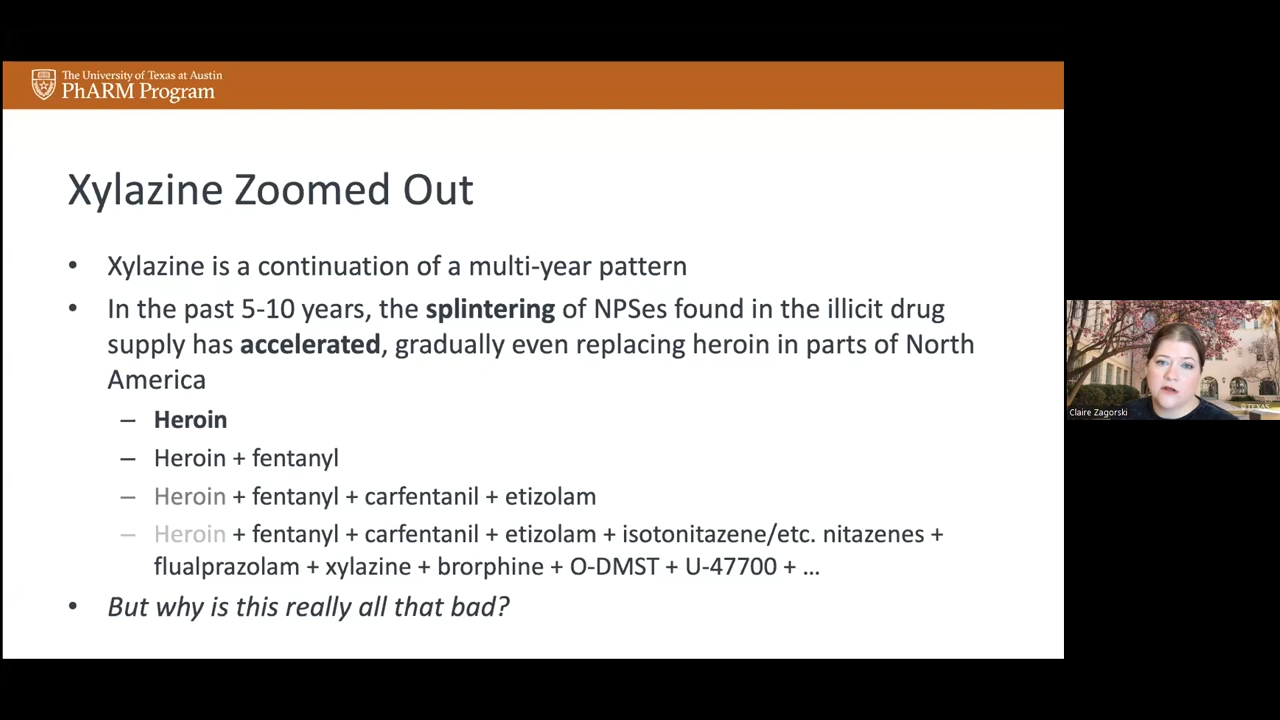 The University of Texas at Austin
PhARM Program
Xylazine Zoomed Out
• Xylazine is a continuation of a multi-year pattern
• In the past 5-10 years, the splintering of NPSes found in the illicit drug
supply has accelerated, gradually even replacing heroin in parts of North
America
– Heroin
– Heroin + fentanyl
– Heroin + fentanyl + carfentanil + etizolam
– Heroin + fentanyl + carfentanil + etizolam + isotonitazene/etc. nitazenes +
flualprazolam + xylazine + brorphine + O-DMST + U-47700 + …
• But why is this really all that bad?
Claire Zagorski
TEXAS